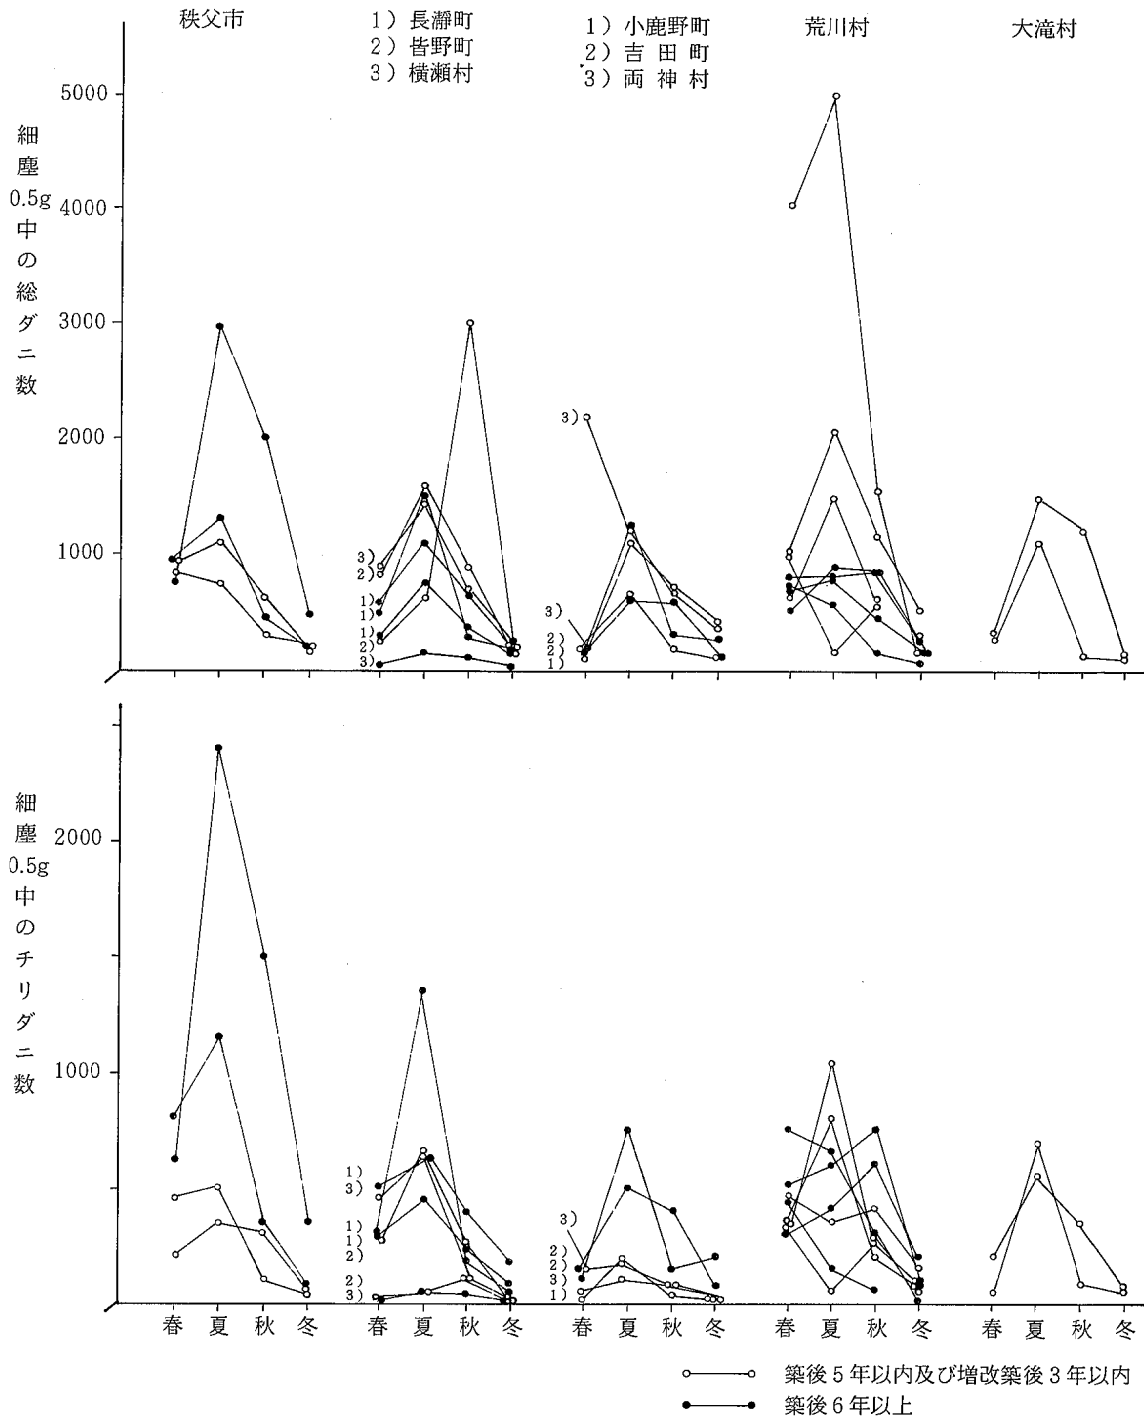 秩父市
1）長瀞町
2）皆野町
3）横瀬村
1）小鹿野町
2）吉田町
3）両神村
荒川村
大滝村
細塵0.5g中の総ダニ数
5000
4000
3000
2000
1000
3）
2）
1）
1）
1）
2）
3）
3）
3）
2）
2）
1）
細塵0.5g中のチリダニ数
2000
1000
1）
3）
1）
1）
2）
2）
3）
3）
2）
2）
3）
1）
春 夏 秋 冬
春 夏 秋 冬
春 夏 秋 冬
春 夏 秋 冬
春 夏 秋 冬
築後5年以内及び増改築後3年以内
築後6年以上